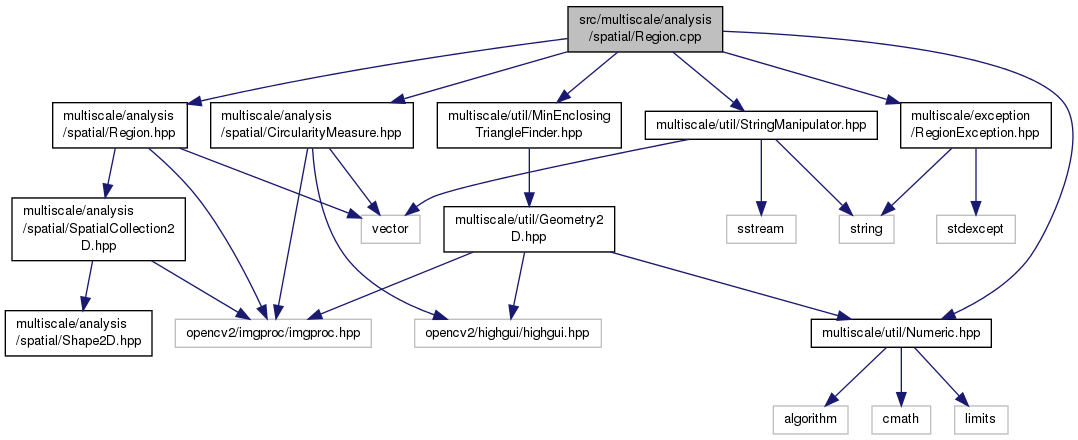 src/multiscale/analysis
/spatial/Region.cpp
multiscale/analysis
/spatial/Region.hpp
multiscale/analysis
/spatial/CircularityMeasure.hpp
multiscale/util/MinEnclosing
TriangleFinder.hpp
multiscale/util/StringManipulator.hpp
multiscale/exception
/RegionException.hpp
multiscale/analysis
/spatial/SpatialCollection2
D.hpp
vector
multiscale/util/Geometry2
D.hpp
sstream
string
stdexcept
multiscale/analysis
/spatial/Shape2D.hpp
opencv2/imgproc/imgproc.hpp
opencv2/highgui/highgui.hpp
multiscale/util/Numeric.hpp
algorithm
cmath
limits